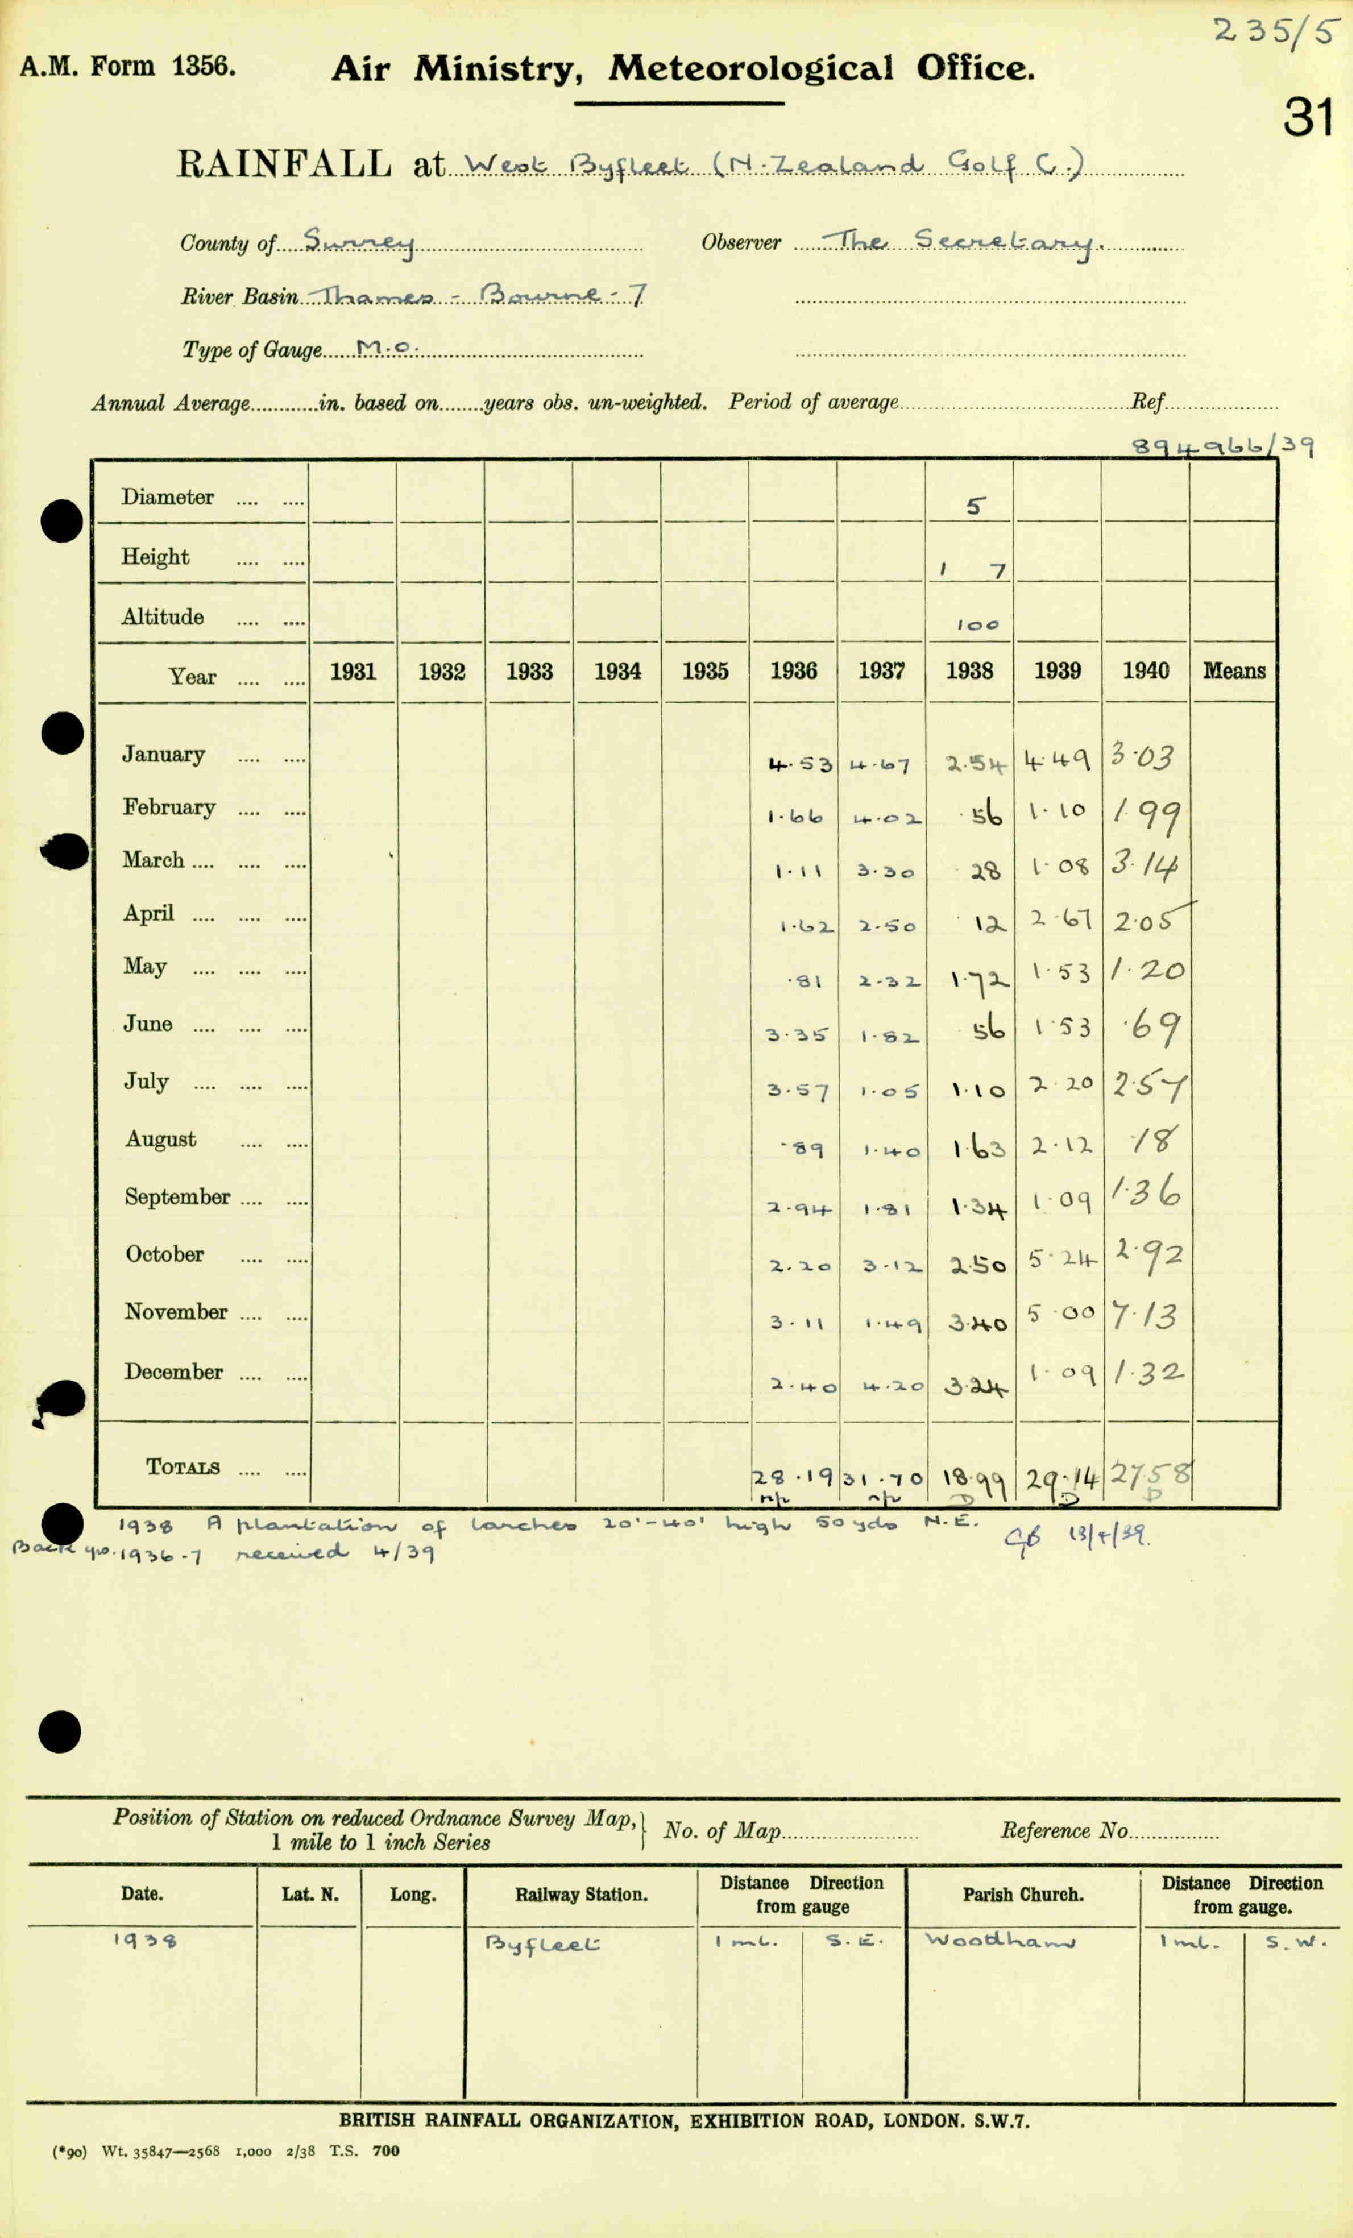 235/5
A.M. Form 1356. Air Ministry, Meteorological Office.
31
RAINFALL at West Byfleet (N. Zealand Golf C.)
County of Surrey Observer The Secretary.
River Basin Thames - Bourne - 7
Type of Gauge M.O.
Annual Average in. based on years obs. un-weighted. Period of average Ref.
894966/39
Diameter 5
Height 1 7
Altitude 100
Year 1931 1932 1933 1934 1935 1936 1937 1938 1939 1940 Means
January 4.53 4.67 2.54 4.49 3.03
February 1.66 4.02 .56 1.10 1.99
March 1.11 3.30 .28 1.08 3.14
April 1.62 2.50 .12 2.67 2.05
May .81 2.32 1.72 1.53 1.20
June 3.35 1.82 .56 1.53 .69
July 3.57 1.05 1.10 2.20 2.57
August .89 1.40 1.63 2.12 .18
September 2.94 1.81 1.34 1.09 1.36
October 2.20 3.12 2.50 5.24 2.92
November 3.11 1.49 3.40 5.00 7.13
December 2.40 4.20 3.24 1.09 1.32
TOTALS 28.19 31.70 18.99 29.14 27.58
np np D D D
1938 A plantation of larches 20'-40' high 50 yds N.E. GB 13/4/39.
Back yrs. 1936-7 received 4/39
Position of Station on reduced Ordnance Survey Map, No. of Map Reference No.
1 mile to 1 inch Series
Date. Lat. N. Long. Railway Station. Distance Direction from gauge Parish Church. Distance Direction from gauge.
1938 Byfleet 1 ml. S.E. Woodham 1 ml. S.W.
BRITISH RAINFALL ORGANIZATION, EXHIBITION ROAD, LONDON. S.W.7.
(*90) Wt. 35847—2568 1,000 2/38 T.S. 700